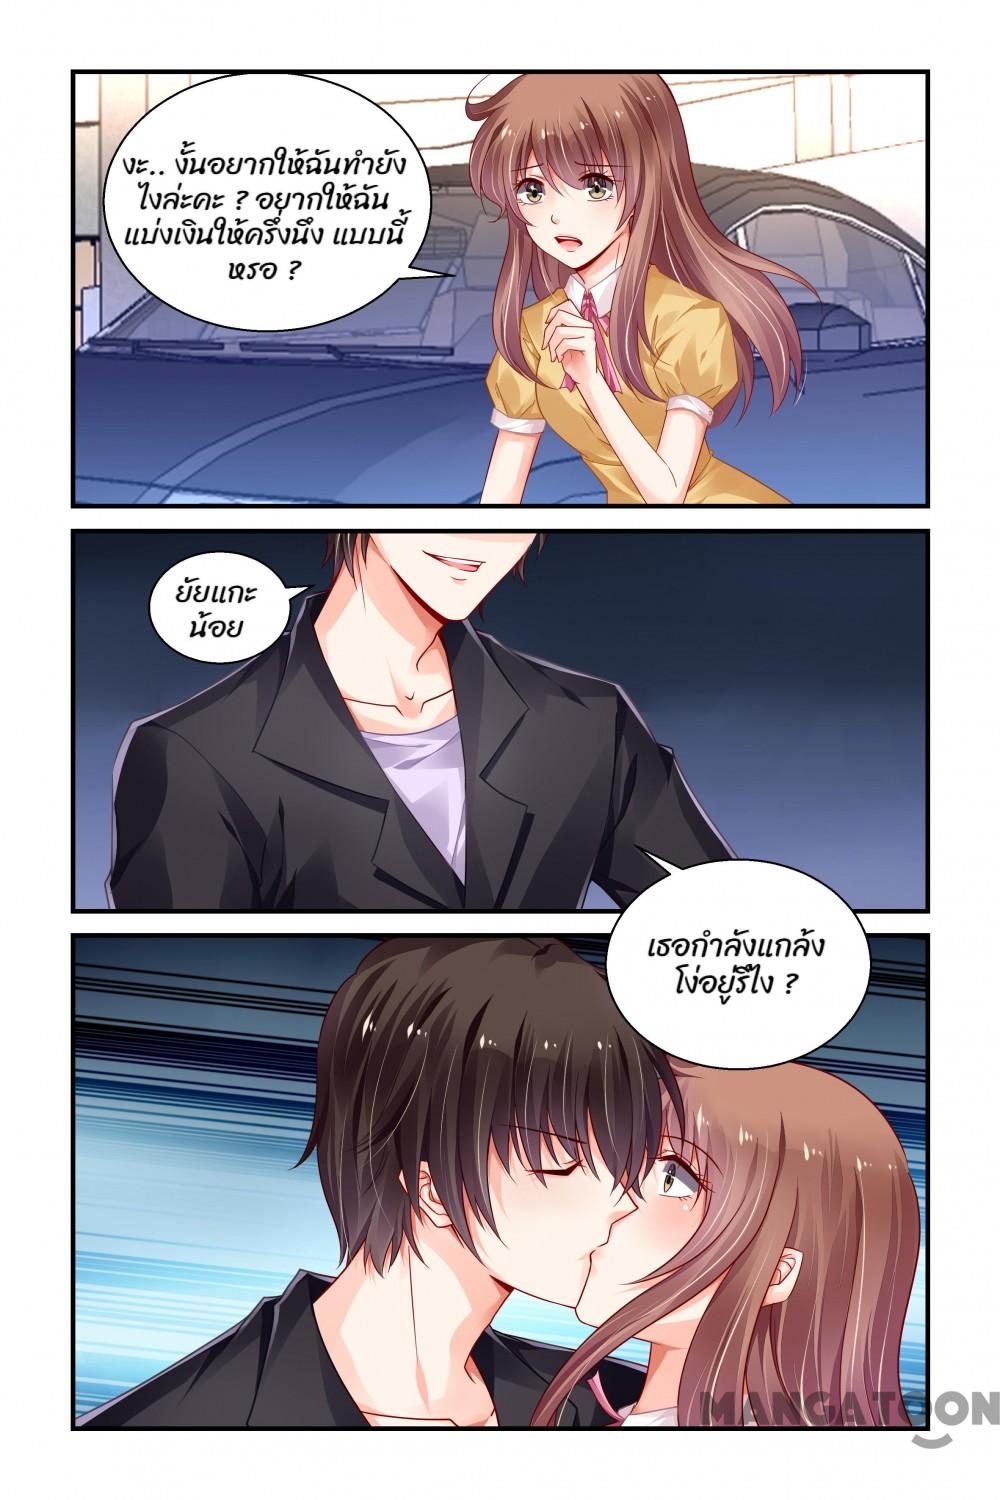 งะ.. งั้นอยากให้ฉันทำยัง
ไงล่ะคะ ? อยากให้ฉัน
แบ่งเงินให้ครึ่งนึง แบบนี้
หรอ ?
ยัยแกะ
น้อย
เธอกำลังแกล้ง
โง่อยู่รึไง ?
MANGATOON